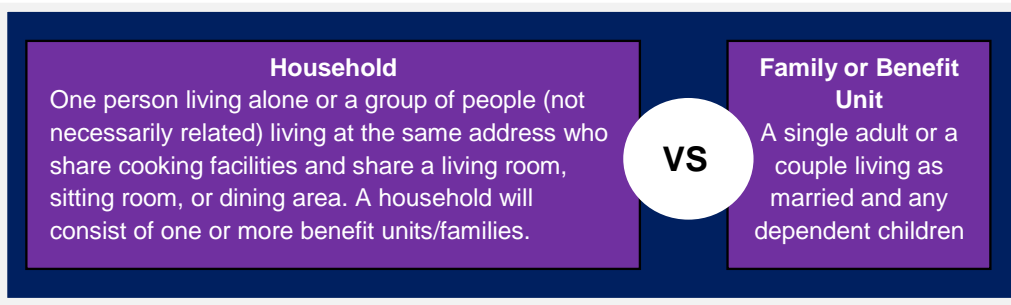 Household
One person living alone or a group of people (not
necessarily related) living at the same address who
share cooking facilities and share a living room,
sitting room, or dining area. A household will
consist of one or more benefit units/families.
VS
Family or Benefit
Unit
A single adult or a
couple living as
married and any
dependent children